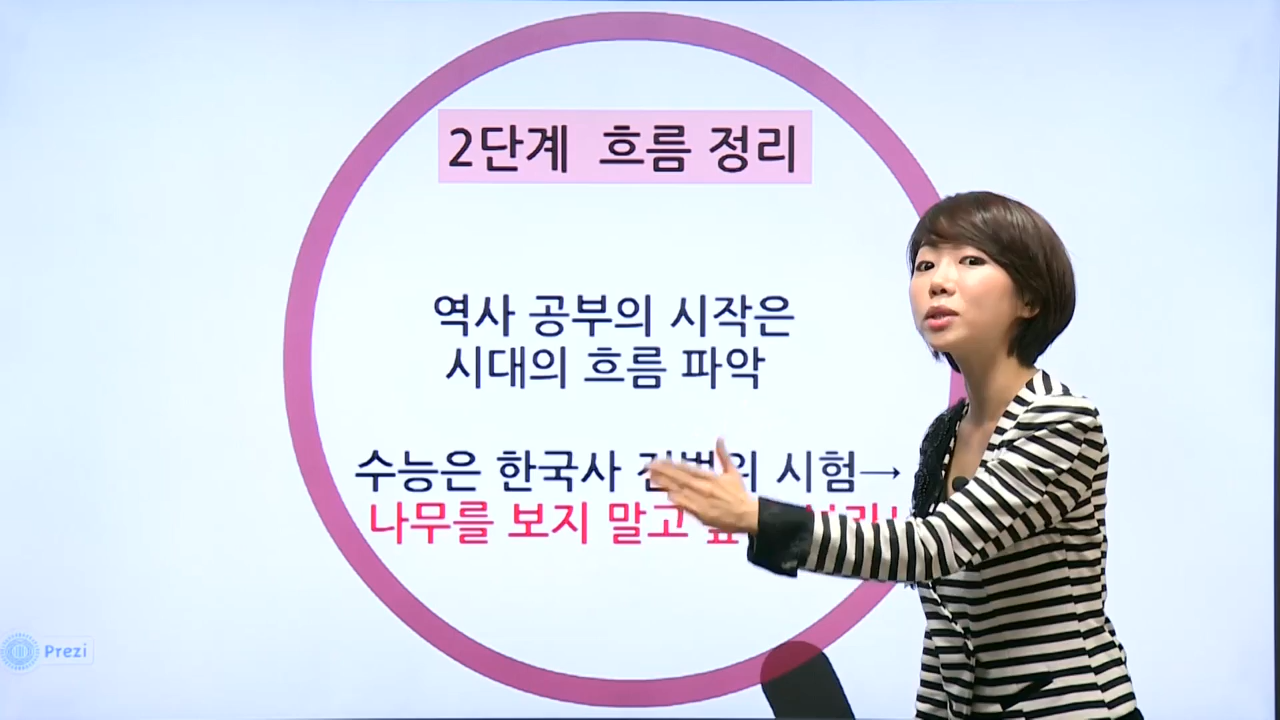 2단계 흐름 정리
역사 공부의 시작은
시대의 흐름 파악
수능은 한국사 시험→
나무를 보지 말고
Prezi